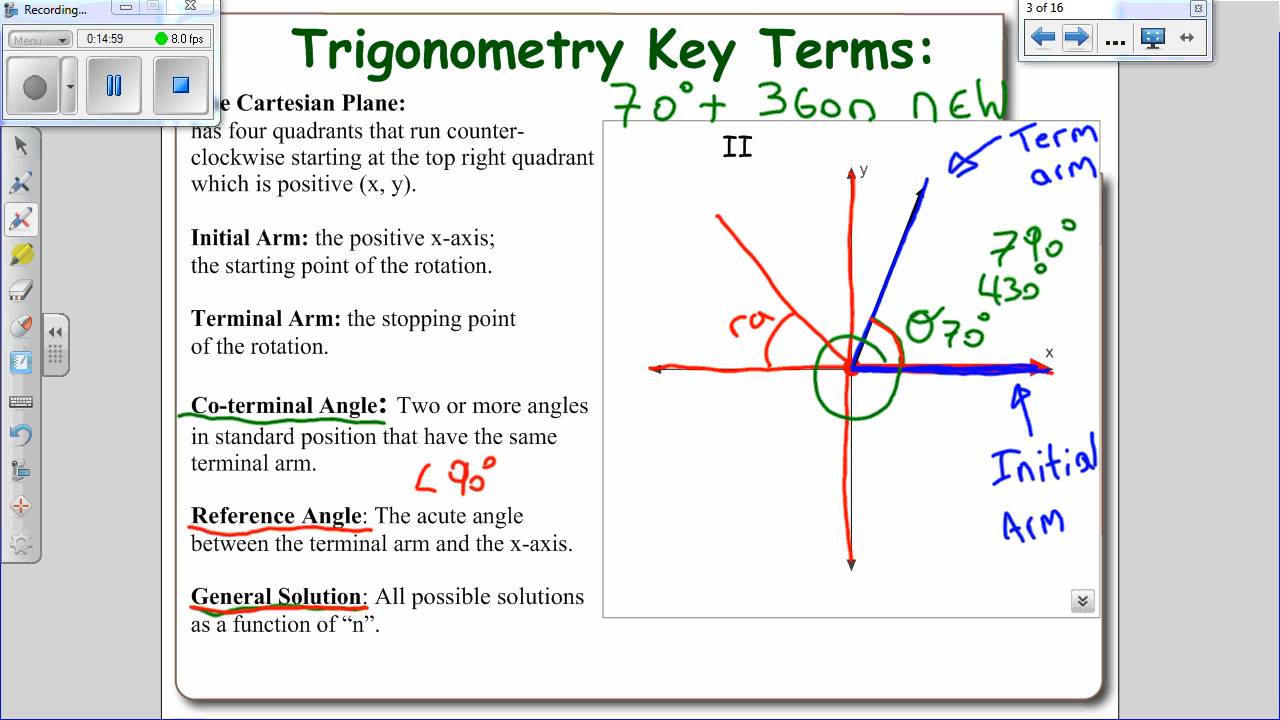 Recording...
3 of 16
Menu
0:14:59
8.0 fps
Trigonometry Key Terms:
70° + 360n nEW
e Cartesian Plane:
has four quadrants that run counter-
clockwise starting at the top right quadrant
which is positive (x, y).
Initial Arm: the positive x-axis;
the starting point of the rotation.
Terminal Arm: the stopping point
of the rotation.
Co-terminal Angle: Two or more angles
in standard position that have the same
terminal arm.
< 90°
Reference Angle: The acute angle
between the terminal arm and the x-axis.
General Solution: All possible solutions
as a function of “n”.
II
y
Term
arm
790°
430°
ra
θ 70°
x
Initial
Arm